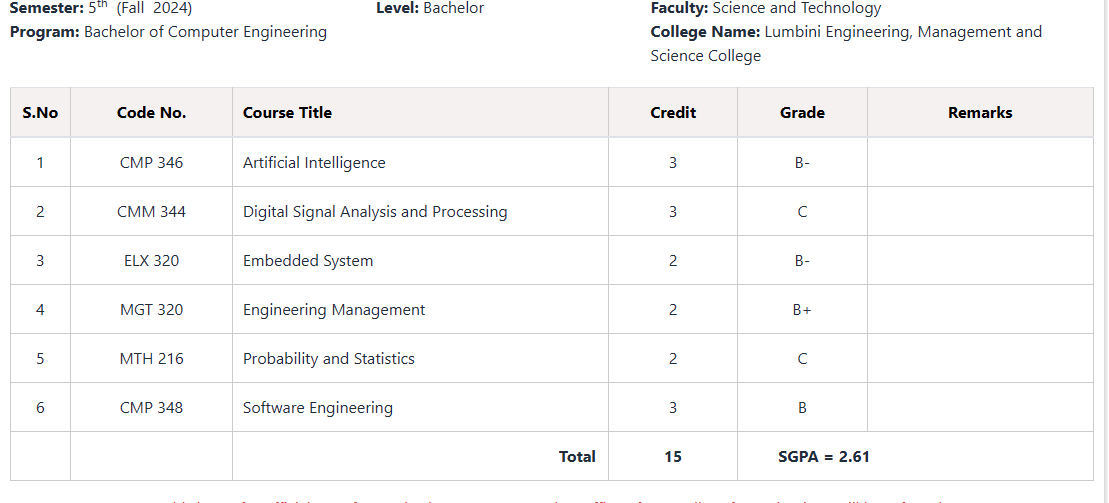 Semester: 5th (Fall 2024) Level: Bachelor Faculty: Science and Technology
Program: Bachelor of Computer Engineering College Name: Lumbini Engineering, Management and
Science College
S.No Code No. Course Title Credit Grade Remarks
1 CMP 346 Artificial Intelligence 3 B-
2 CMM 344 Digital Signal Analysis and Processing 3 C
3 ELX 320 Embedded System 2 B-
4 MGT 320 Engineering Management 2 B+
5 MTH 216 Probability and Statistics 2 C
6 CMP 348 Software Engineering 3 B
Total 15 SGPA = 2.61